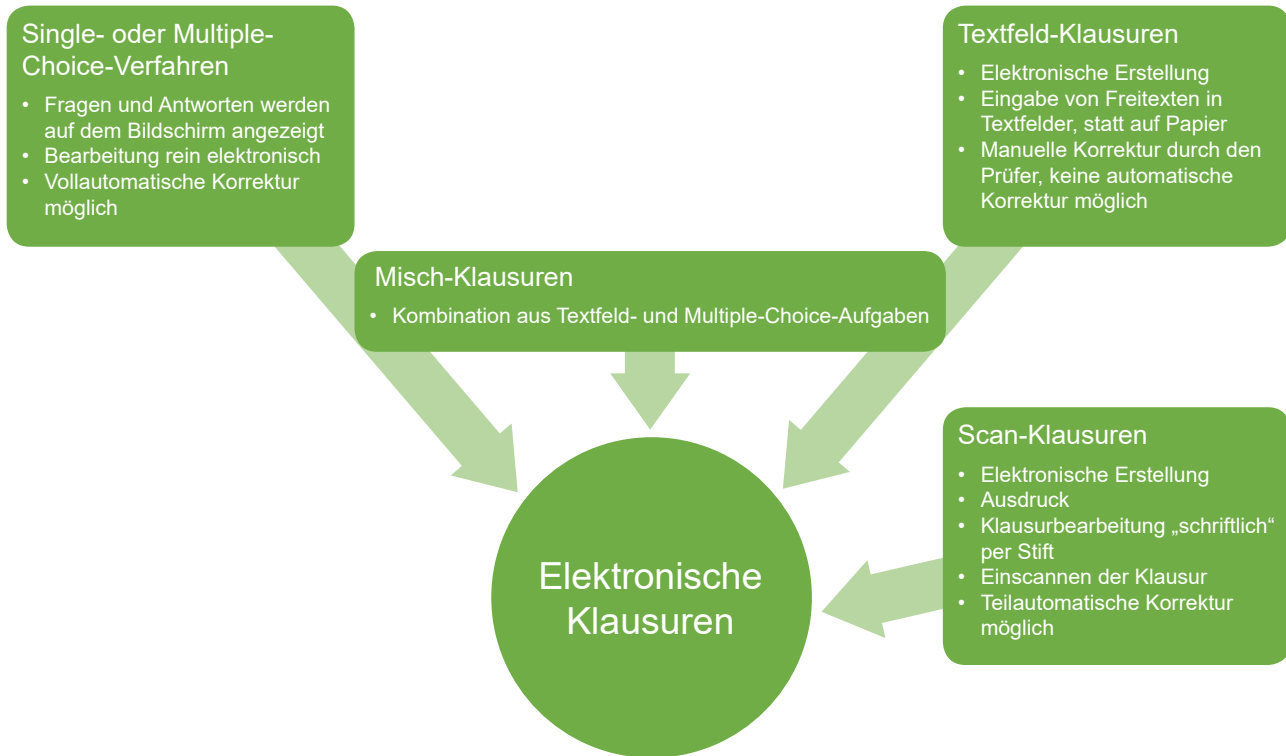 Single- oder Multiple-
Choice-Verfahren
• Fragen und Antworten werden
auf dem Bildschirm angezeigt
• Bearbeitung rein elektronisch
• Vollautomatische Korrektur
möglich
Textfeld-Klausuren
• Elektronische Erstellung
• Eingabe von Freitexten in
Textfelder, statt auf Papier
• Manuelle Korrektur durch den
Prüfer, keine automatische
Korrektur möglich
Misch-Klausuren
• Kombination aus Textfeld- und Multiple-Choice-Aufgaben
Scan-Klausuren
• Elektronische Erstellung
• Ausdruck
• Klausurbearbeitung „schriftlich“
per Stift
• Einscannen der Klausur
• Teilautomatische Korrektur
möglich
Elektronische
Klausuren